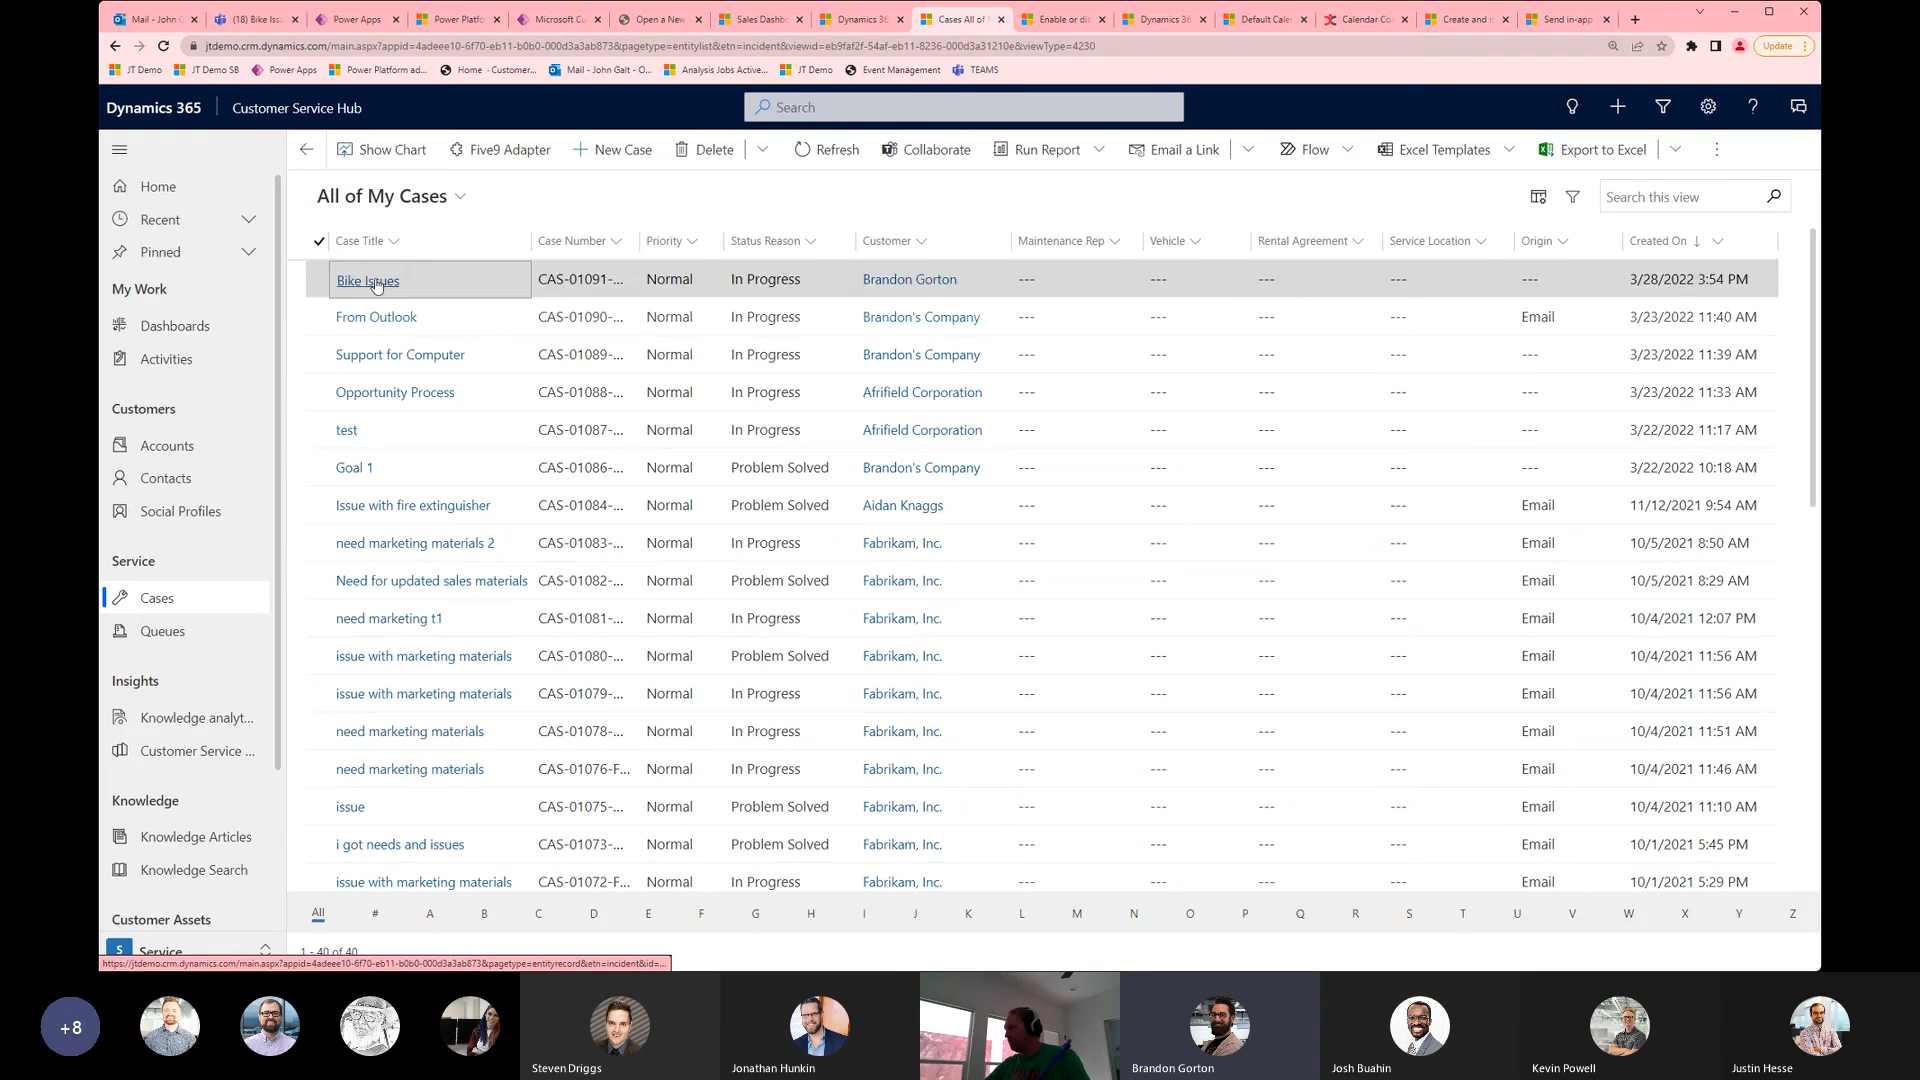 Mail - John G
(18) Bike Issu
Power Apps
Power Platfo
Microsoft Cu
Open a New
Sales Dashbo
Dynamics 36
Cases All of
Enable or dis
Dynamics 36
Default Caler
Calendar Cor
Create and m
Send in-app
jtdemo.crm.dynamics.com/main.aspx?appid=4adeee10-6f70-eb11-b0b0-000d3a3ab873&pagetype=entitylist&etn=incident&viewid=eb9faf2f-54af-eb11-8236-000d3a31210e&viewType=4230
Update
JT Demo
JT Demo SB
Power Apps
Power Platform ad...
Home - Customer...
Mail - John Galt - O...
Analysis Jobs Active...
JT Demo
Event Management
TEAMS
Dynamics 365
Customer Service Hub
Search
Show Chart
Five9 Adapter
New Case
Delete
Refresh
Collaborate
Run Report
Email a Link
Flow
Excel Templates
Export to Excel
Home
Recent
Pinned
My Work
Dashboards
Activities
Customers
Accounts
Contacts
Social Profiles
Service
Cases
Queues
Insights
Knowledge analyt...
Customer Service ...
Knowledge
Knowledge Articles
Knowledge Search
Customer Assets
S Service
All of My Cases
Search this view
Case Title Case Number Priority Status Reason Customer Maintenance Rep Vehicle Rental Agreement Service Location Origin Created On
Bike Issues CAS-01091-... Normal In Progress Brandon Gorton --- --- --- --- --- 3/28/2022 3:54 PM
From Outlook CAS-01090-... Normal In Progress Brandon's Company --- --- --- --- Email 3/23/2022 11:40 AM
Support for Computer CAS-01089-... Normal In Progress Brandon's Company --- --- --- --- --- 3/23/2022 11:39 AM
Opportunity Process CAS-01088-... Normal In Progress Afrifield Corporation --- --- --- --- --- 3/23/2022 11:33 AM
test CAS-01087-... Normal In Progress Afrifield Corporation --- --- --- --- --- 3/22/2022 11:17 AM
Goal 1 CAS-01086-... Normal Problem Solved Brandon's Company --- --- --- --- --- 3/22/2022 10:18 AM
Issue with fire extinguisher CAS-01084-... Normal Problem Solved Aidan Knaggs --- --- --- --- Email 11/12/2021 9:54 AM
need marketing materials 2 CAS-01083-... Normal In Progress Fabrikam, Inc. --- --- --- --- Email 10/5/2021 8:50 AM
Need for updated sales materials CAS-01082-... Normal Problem Solved Fabrikam, Inc. --- --- --- --- Email 10/5/2021 8:29 AM
need marketing t1 CAS-01081-... Normal In Progress Fabrikam, Inc. --- --- --- --- Email 10/4/2021 12:07 PM
issue with marketing materials CAS-01080-... Normal Problem Solved Fabrikam, Inc. --- --- --- --- Email 10/4/2021 11:56 AM
issue with marketing materials CAS-01079-... Normal In Progress Fabrikam, Inc. --- --- --- --- Email 10/4/2021 11:56 AM
need marketing materials CAS-01078-... Normal In Progress Fabrikam, Inc. --- --- --- --- Email 10/4/2021 11:51 AM
need marketing materials CAS-01076-F... Normal In Progress Fabrikam, Inc. --- --- --- --- Email 10/4/2021 11:46 AM
issue CAS-01075-... Normal Problem Solved Fabrikam, Inc. --- --- --- --- Email 10/4/2021 11:10 AM
i got needs and issues CAS-01073-... Normal Problem Solved Fabrikam, Inc. --- --- --- --- Email 10/1/2021 5:45 PM
issue with marketing materials CAS-01072-F... Normal In Progress Fabrikam, Inc. --- --- --- --- Email 10/1/2021 5:29 PM
All # A B C D E F G H I J K L M N O P Q R S T U V W X Y Z
1 - 40 of 40
https://jtdemo.crm.dynamics.com/main.aspx?appid=4adeee10-6f70-eb11-b0b0-000d3a3ab873&pagetype=entityrecord&etn=incident&id=...
+8
Steven Driggs
Jonathan Hunkin
Brandon Gorton
Josh Buahin
Kevin Powell
Justin Hesse